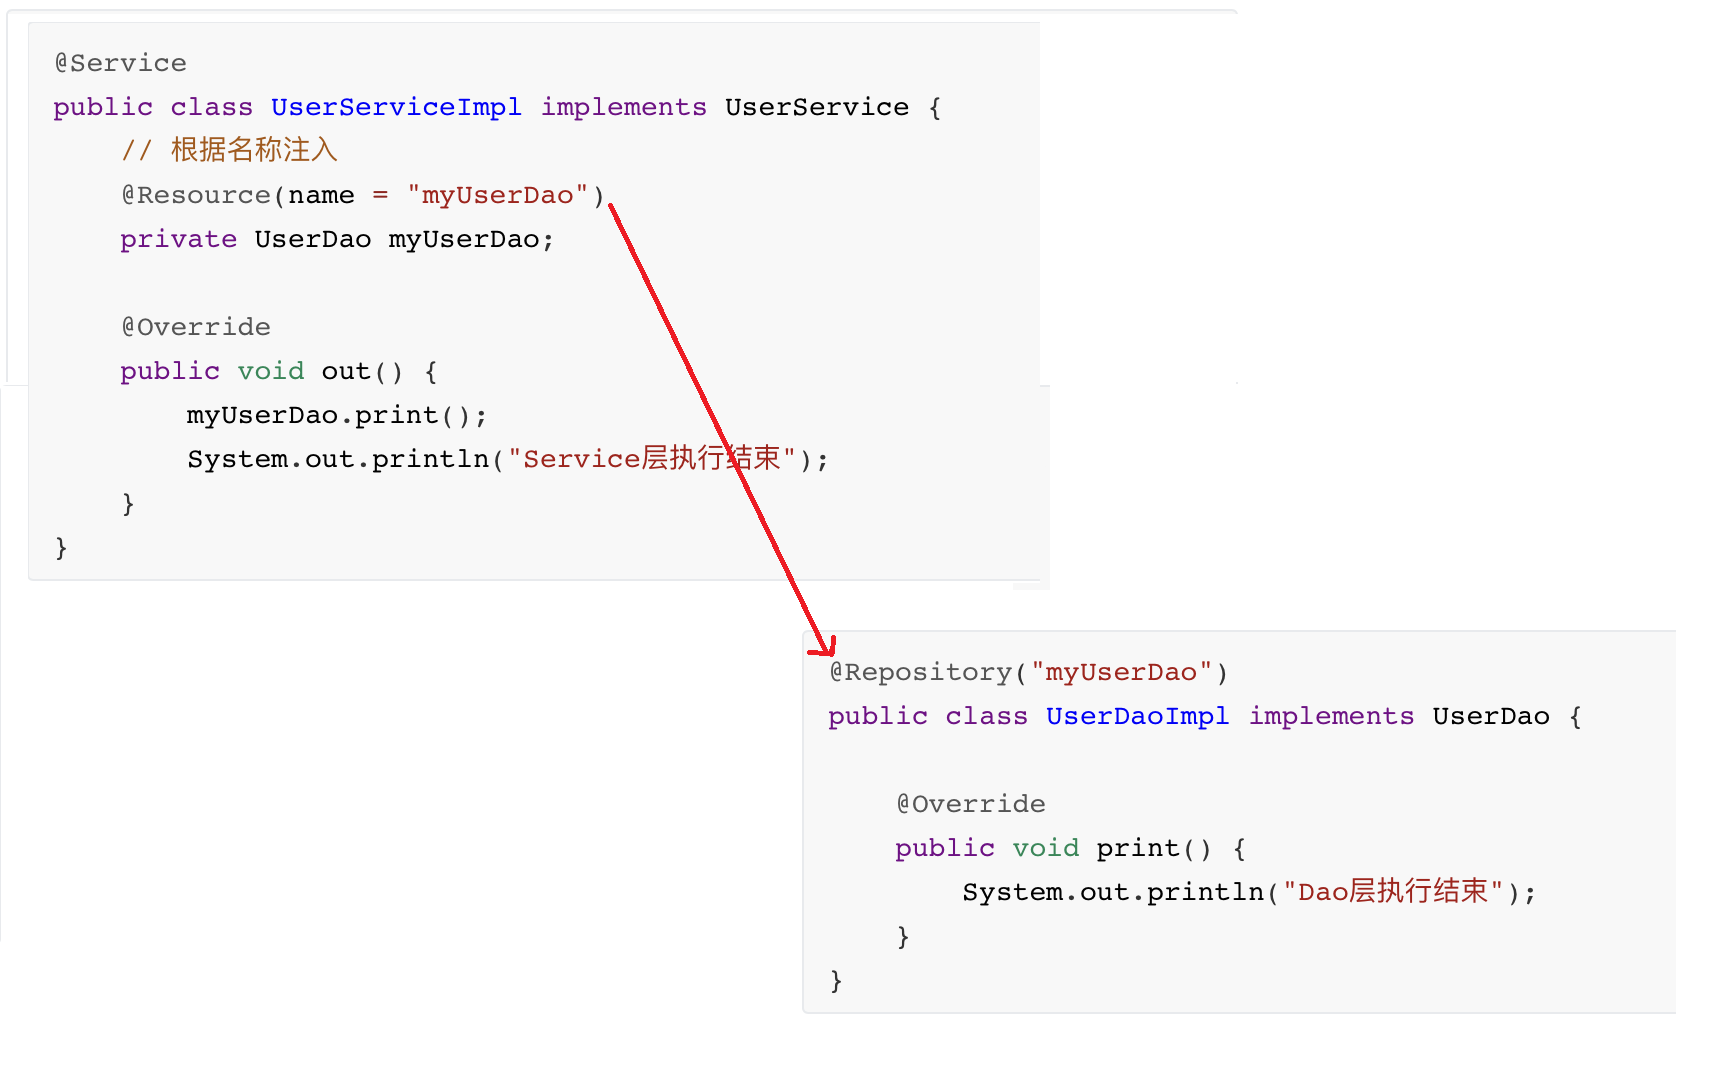 @Service
public class UserServiceImpl implements UserService {
    // 根据名称注入
    @Resource(name = "myUserDao")
    private UserDao myUserDao;

    @Override
    public void out() {
        myUserDao.print();
        System.out.println("Service层执行结束");
    }
}
@Repository("myUserDao")
public class UserDaoImpl implements UserDao {

    @Override
    public void print() {
        System.out.println("Dao层执行结束");
    }
}